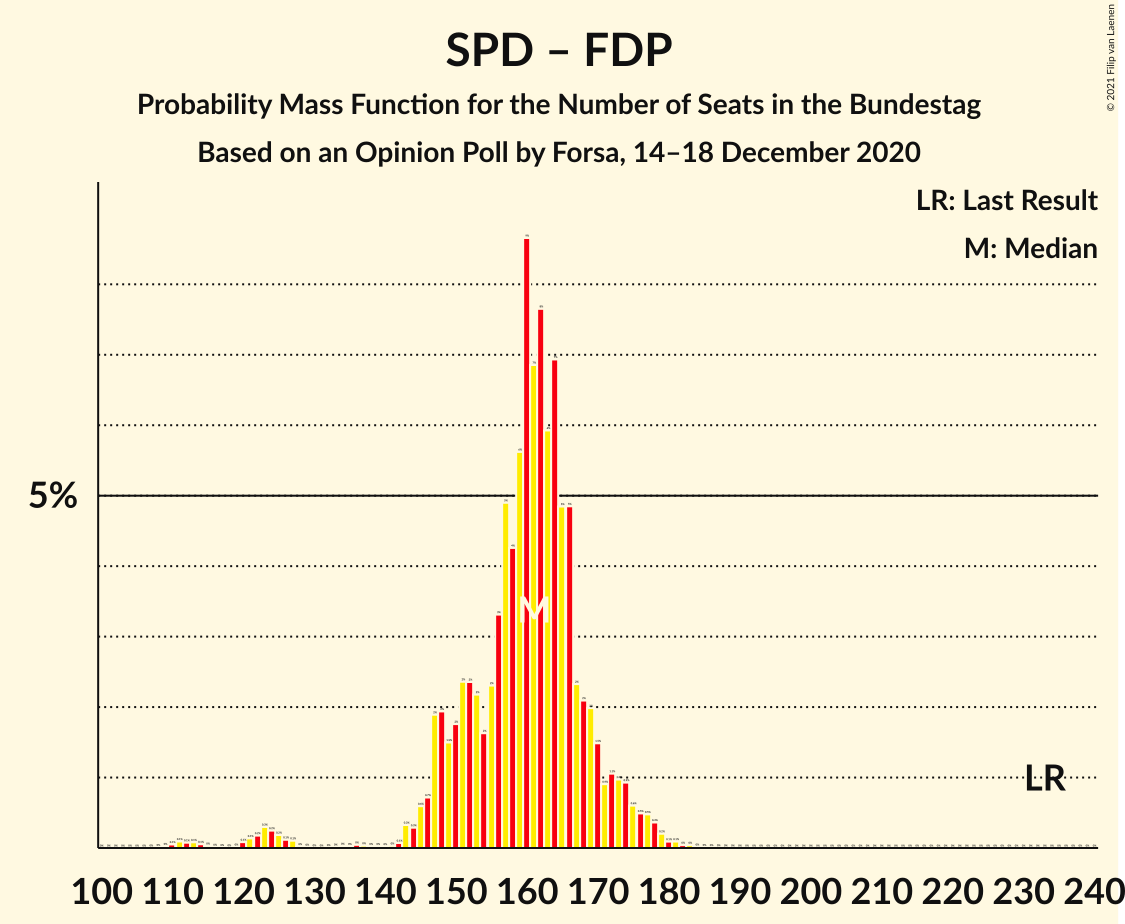 SPD – FDP
Probability Mass Function for the Number of Seats in the Bundestag
Based on an Opinion Poll by Forsa, 14–18 December 2020
© 2021 Filip van Laenen
LR: Last Result
M: Median
5%
M
LR
100 110 120 130 140 150 160 170 180 190 200 210 220 230 240